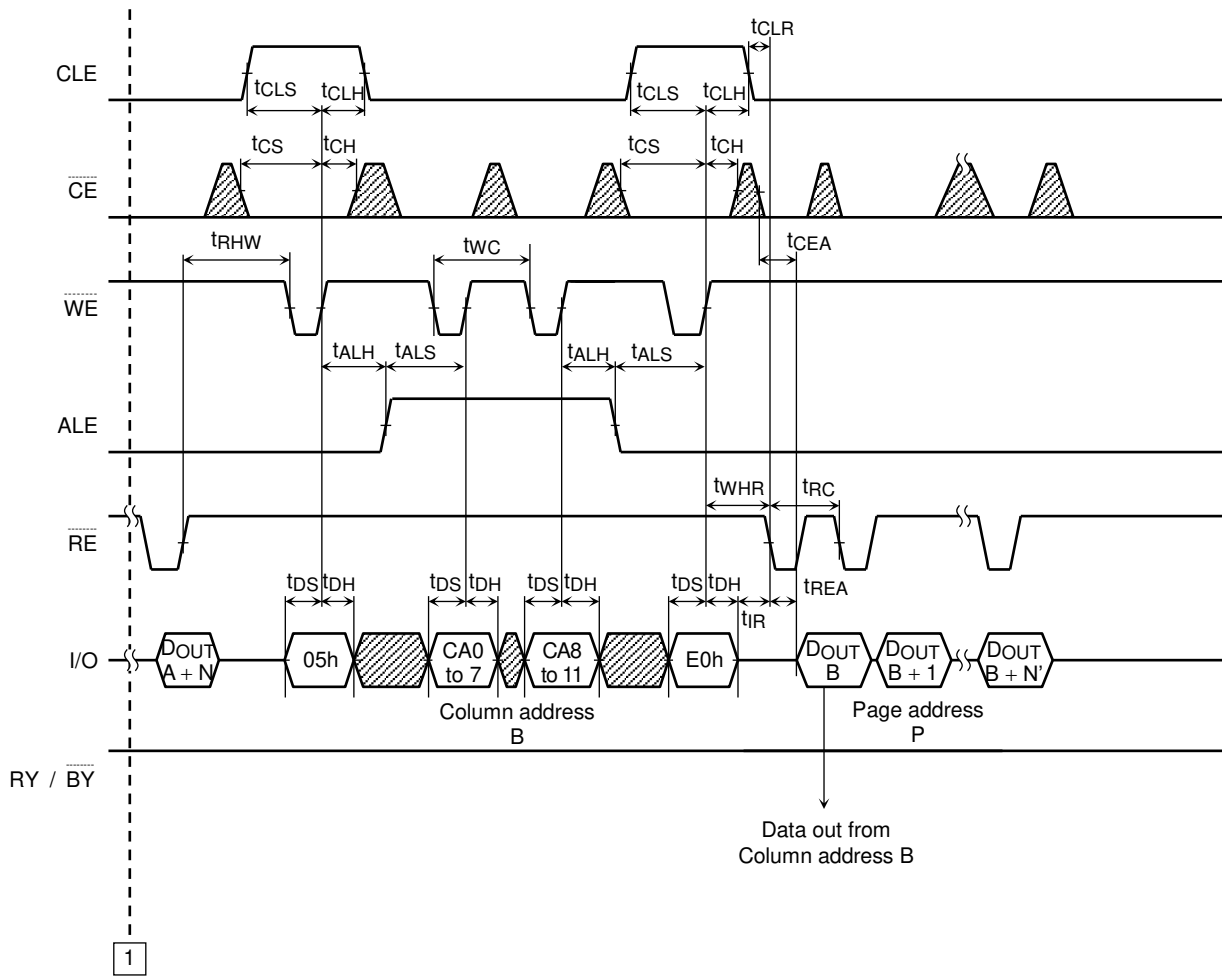 tCLR
CLE
tCLS tCLH tCLS tCLH
tCS tCH tCS tCH
CE
tRHW tWC tCEA
WE
tALH tALS tALH tALS
ALE
tWHR tRC
RE
tDS tDH tDS tDH tDS tDH tDS tDH tREA
tIR
I/O
DOUT
A + N
05h
CA0
to 7
CA8
to 11
E0h
DOUT
B
DOUT
B + 1
DOUT
B + N'
Column address
B
Page address
P
RY / BY
Data out from
Column address B
1